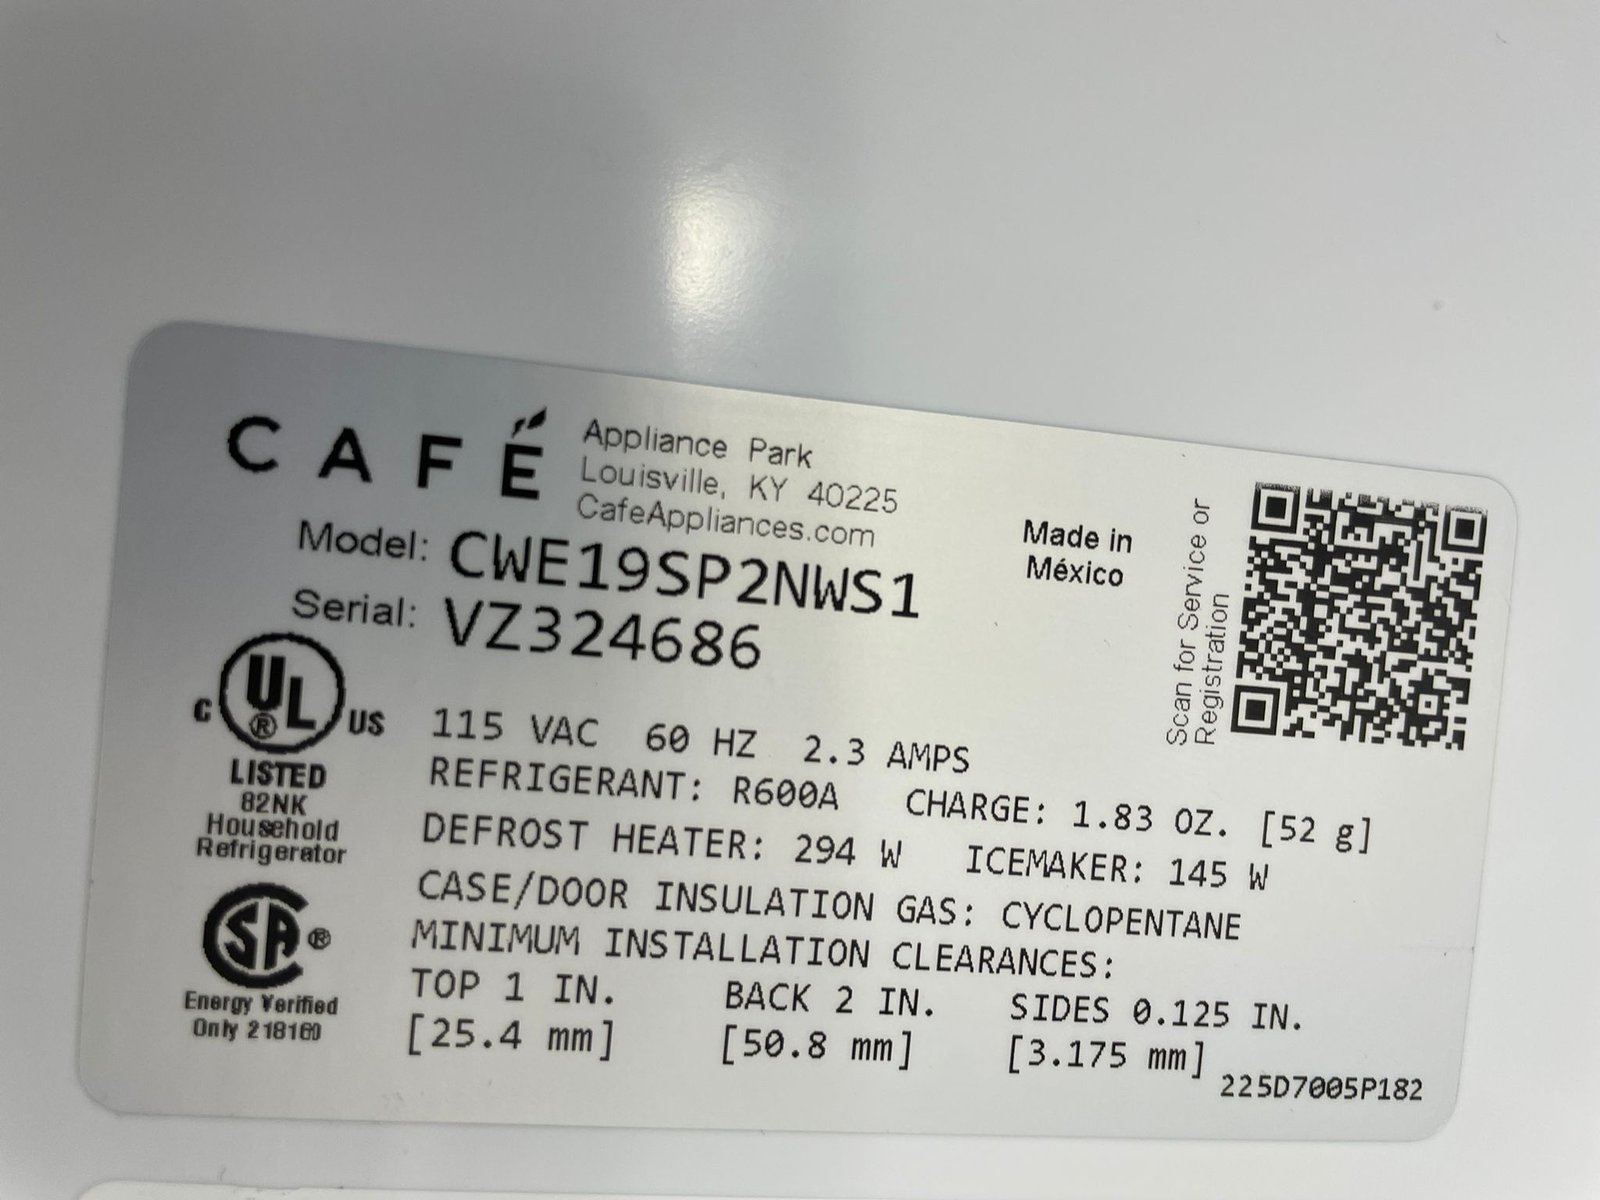 CAFÉ
Appliance Park
Louisville, KY 40225
CafeAppliances.com
Model: CWE19SP2NWS1
Serial: VZ324686
Made in
México
Scan for Service or
Registration
C UL ® US
LISTED
82NK
Household
Refrigerator
SA ®
Energy Verified
Only 218169
115 VAC 60 HZ 2.3 AMPS
REFRIGERANT: R600A CHARGE: 1.83 OZ. [52 g]
DEFROST HEATER: 294 W ICEMAKER: 145 W
CASE/DOOR INSULATION GAS: CYCLOPENTANE
MINIMUM INSTALLATION CLEARANCES:
TOP 1 IN. BACK 2 IN. SIDES 0.125 IN.
[25.4 mm] [50.8 mm] [3.175 mm]
225D7005P182